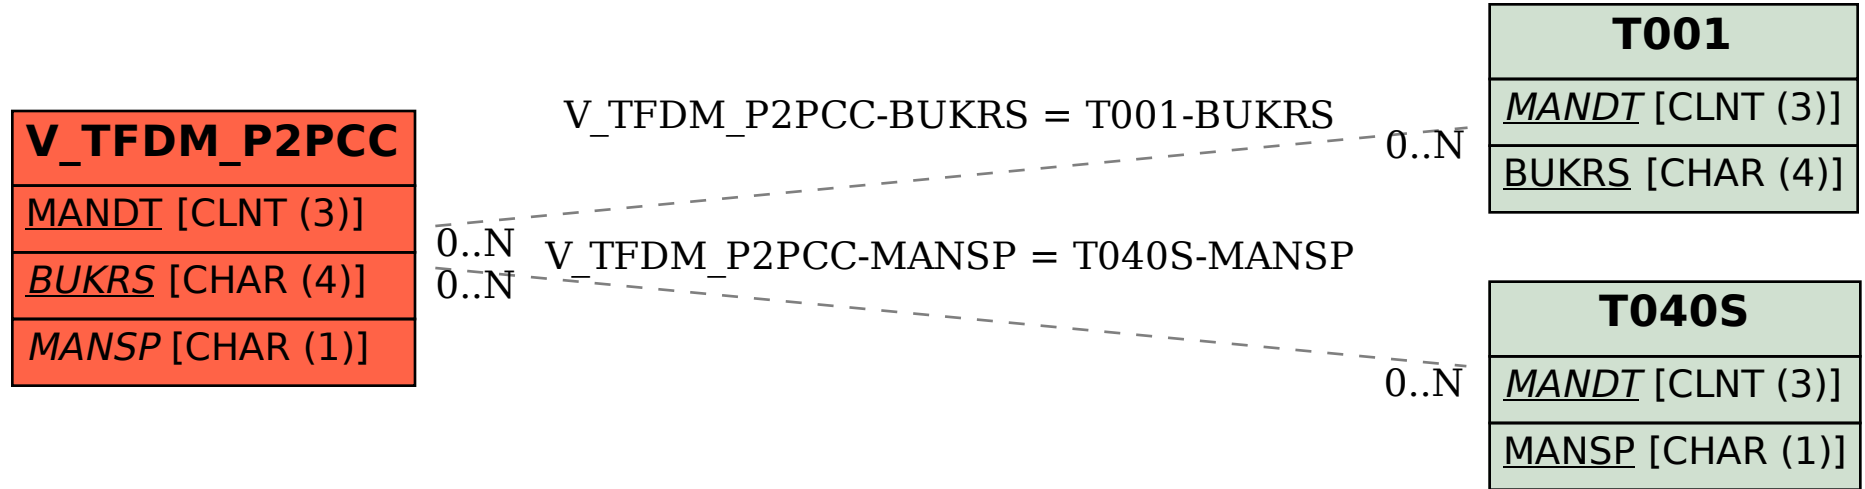 V_TFDM_P2PCC
MANDT [CLNT (3)]
BUKRS [CHAR (4)]
MANSP [CHAR (1)]
V_TFDM_P2PCC-BUKRS = T001-BUKRS
0..N
0..N
V_TFDM_P2PCC-MANSP = T040S-MANSP
0..N
0..N
T001
MANDT [CLNT (3)]
BUKRS [CHAR (4)]
T040S
MANDT [CLNT (3)]
MANSP [CHAR (1)]